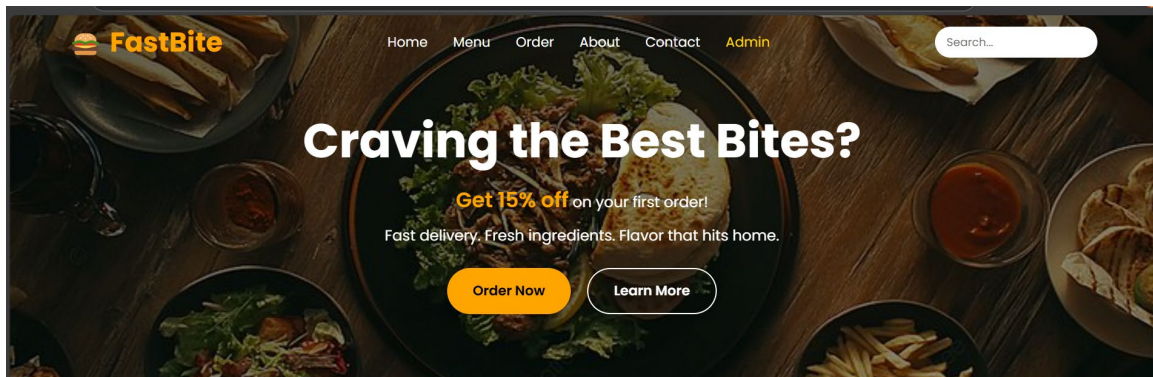 FastBite
Home Menu Order About Contact Admin
Search...
Craving the Best Bites?
Get 15% off on your first order!
Fast delivery. Fresh ingredients. Flavor that hits home.
Order Now Learn More